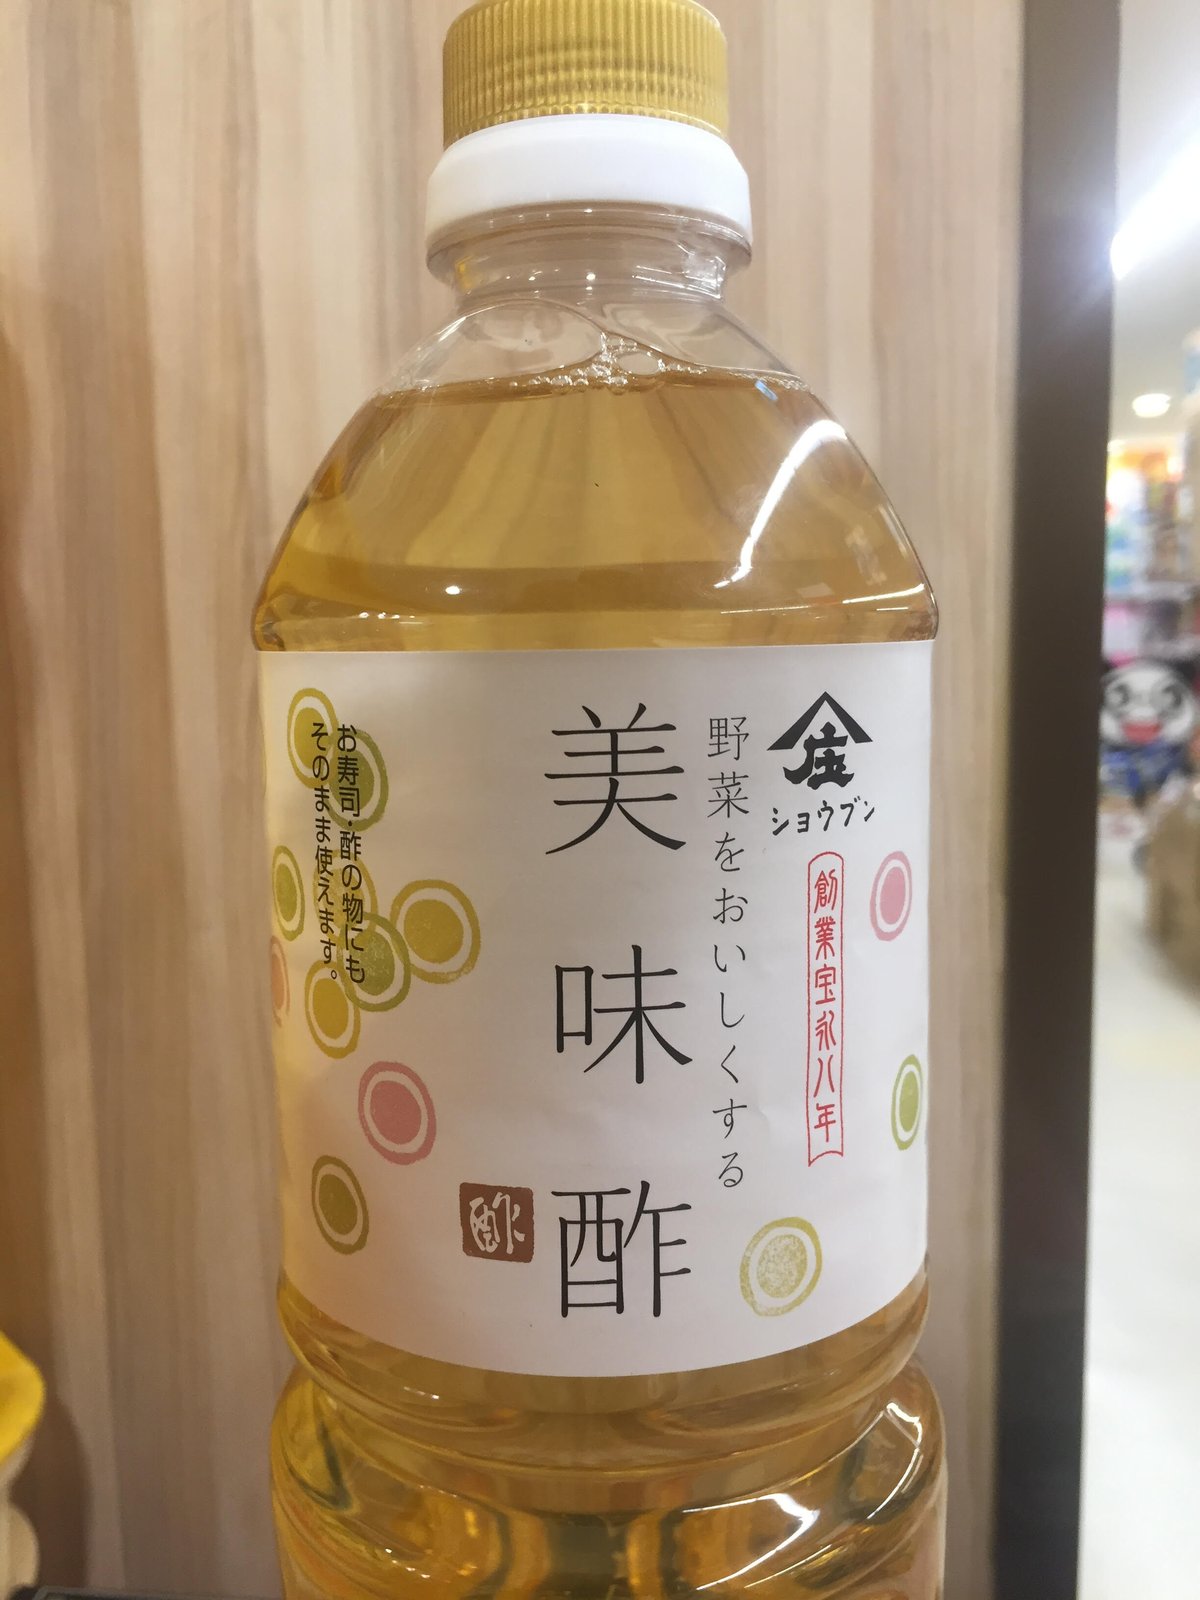 庄
ショウブン
創業宝永八年
野菜をおいしくする
美味酢
酢
お寿司・酢の物にも
そのまま使えます。